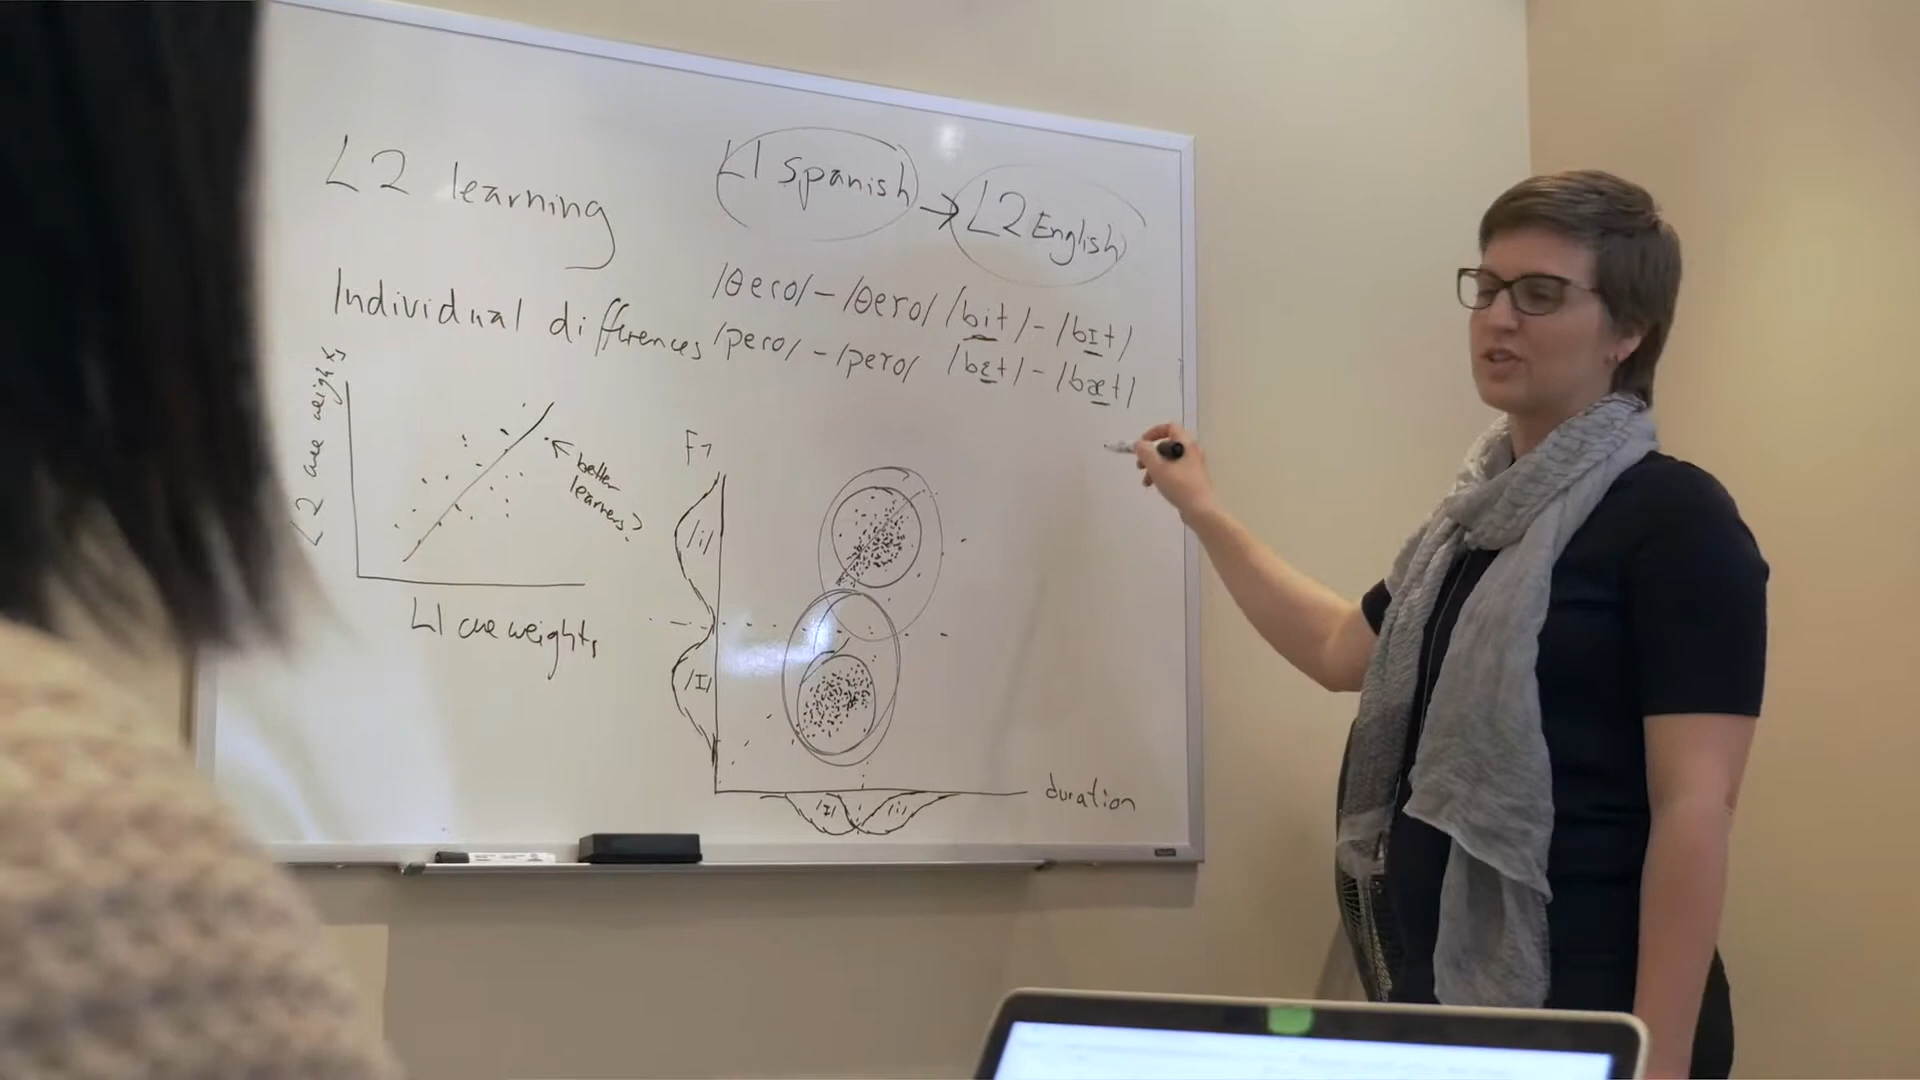 L2 learning
L1 Spanish → L2 English
Individual differences
/θero/ - /θero/ /bit/ - /bɪt/
/pero/ - /pero/ /bɛt/ - /bæt/
L2 cue weights
← better learners?
L1 cue weights
F1
/i/
/I/
/I/ /i/
duration